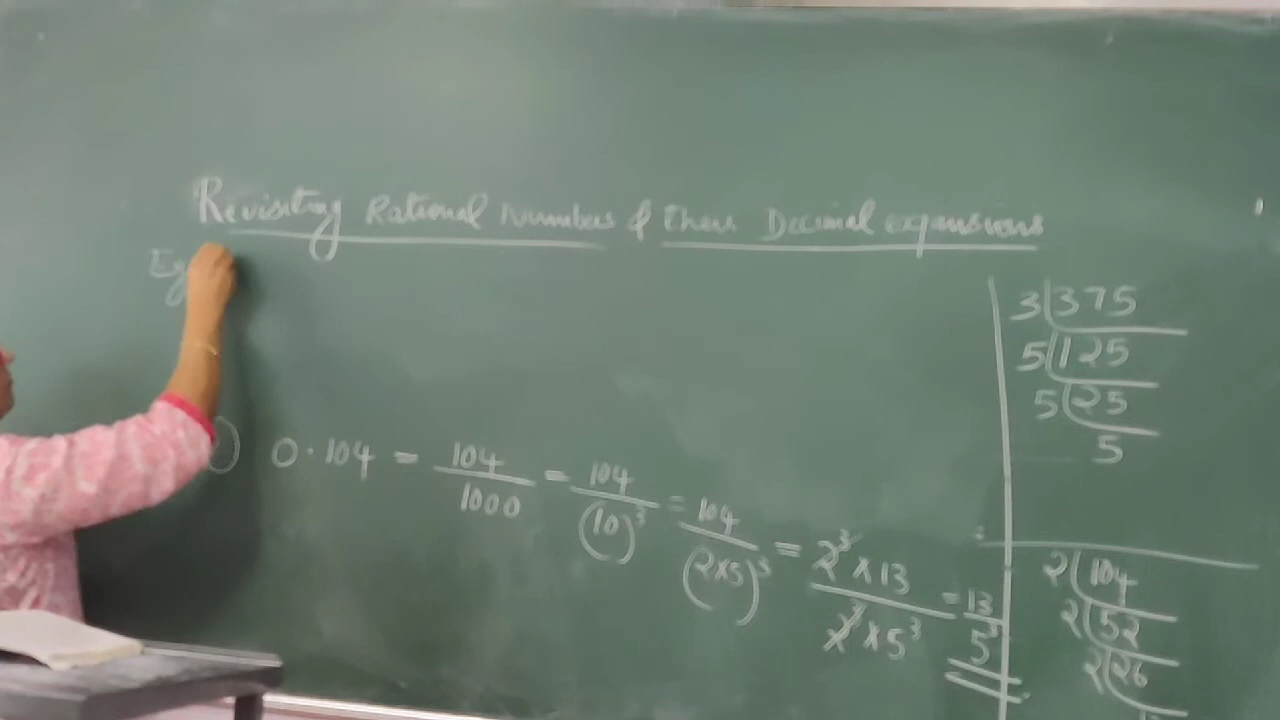 Revisiting Rational Numbers & their Decimal expansions
Eg
) 0.104 = 104/1000 = 104/(10)³ = 104/(2×5)³ = 2³×13/2³×5³ = 13/5³
3 375
5 125
5 25
5
2 104
2 52
2 26